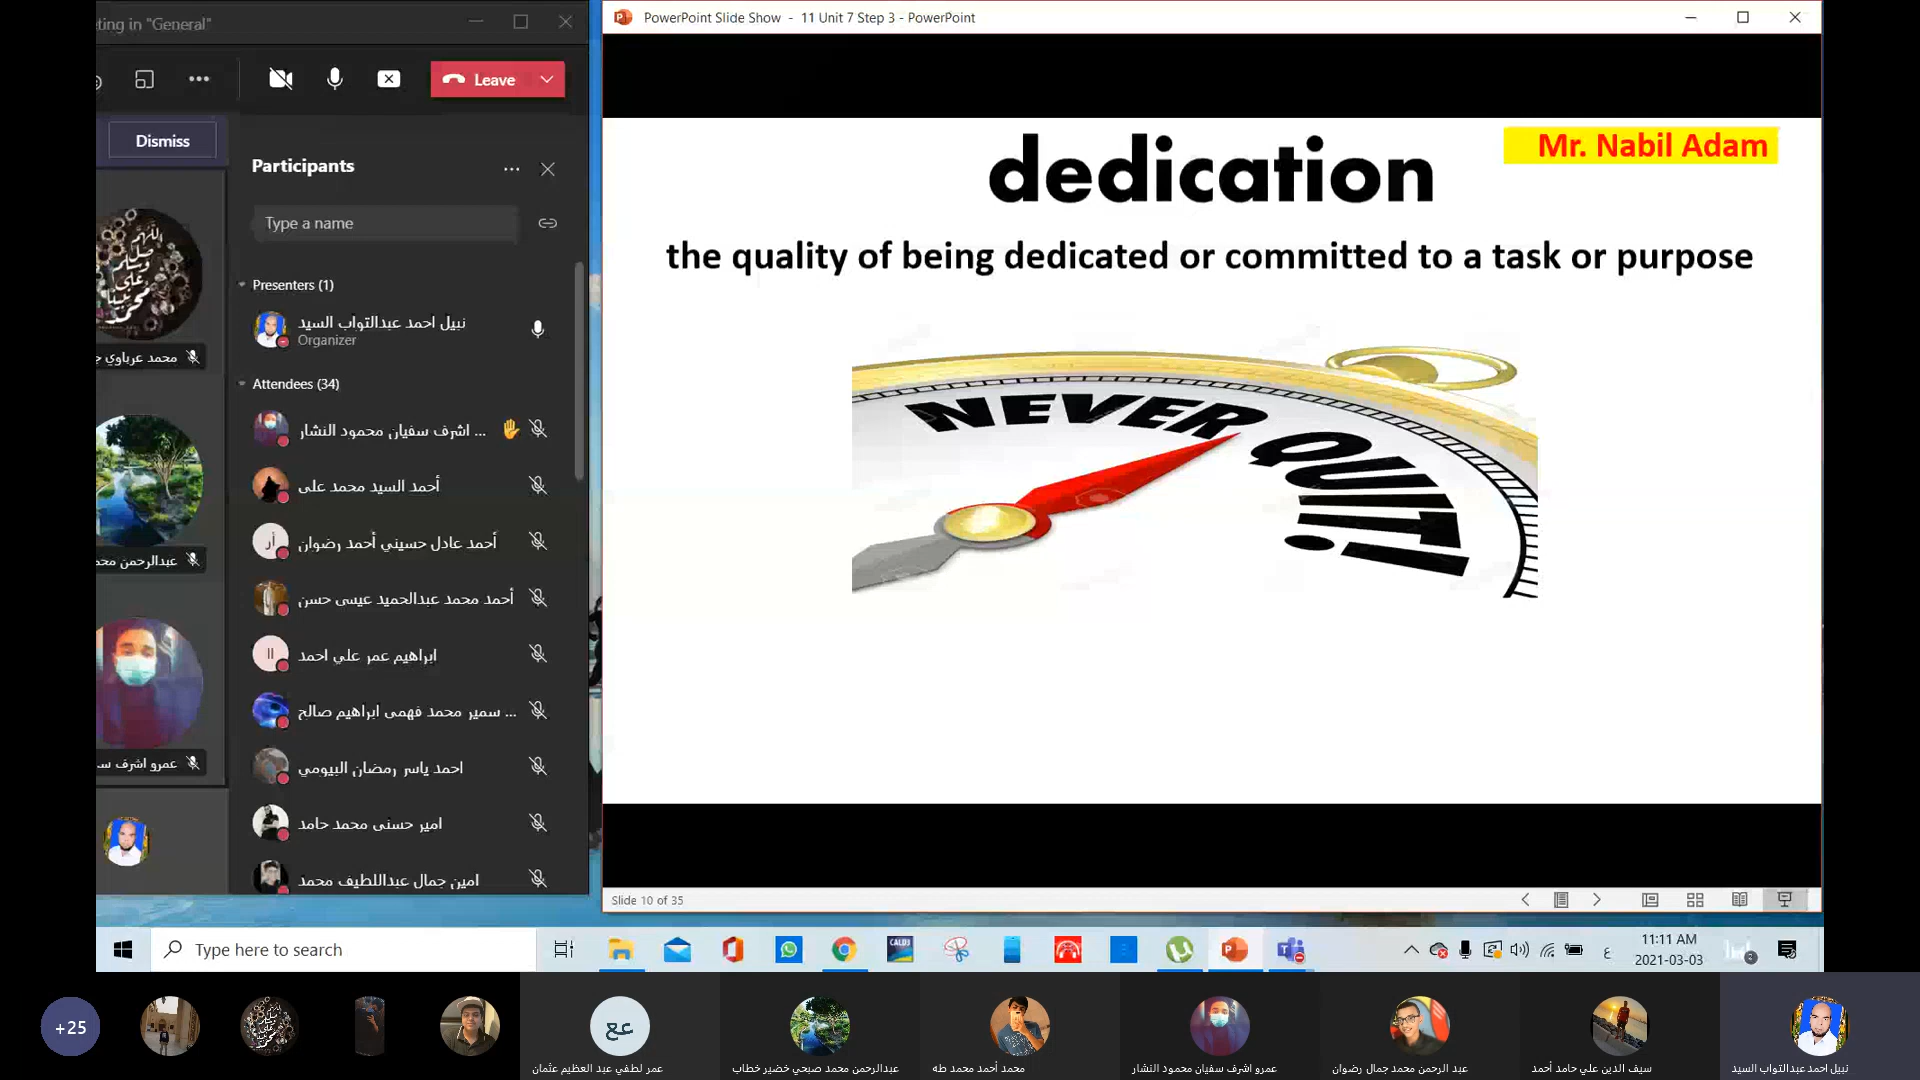 ting in "General"
Leave
Dismiss
Participants
Type a name
Presenters (1)
نبيل احمد عبدالتواب السيد
Organizer
Attendees (34)
اشرف سفيان محمود النشار ...
أحمد السيد محمد على
أر
أحمد عادل حسيني أحمد رضوان
أحمد محمد عبدالحميد عيسى حسن
اا
ابراهيم عمر علي احمد
سمير محمد فهمى ابراهيم صالح ...
احمد ياسر رمضان البيومي
امير حسنى محمد حامد
امين جمال عبداللطيف محمد
محمد عرباوي ج
عبدالرحمن محمد
عمرو اشرف س
PowerPoint Slide Show - 11 Unit 7 Step 3 - PowerPoint
dedication
Mr. Nabil Adam
the quality of being dedicated or committed to a task or purpose
NEVER QUIT!
Slide 10 of 35
Type here to search
CALDJ
ع
11:11 AM
2021-03-03
2
+25
عع
عمر لطفي عبد العظيم عثمان
عبدالرحمن محمد صبحي خضير خطاب
محمد أحمد محمد طه
عمرو اشرف سفيان محمود النشار
عبد الرحمن محمد جمال رضوان
سيف الدين علي حامد أحمد
نبيل احمد عبدالتواب السيد